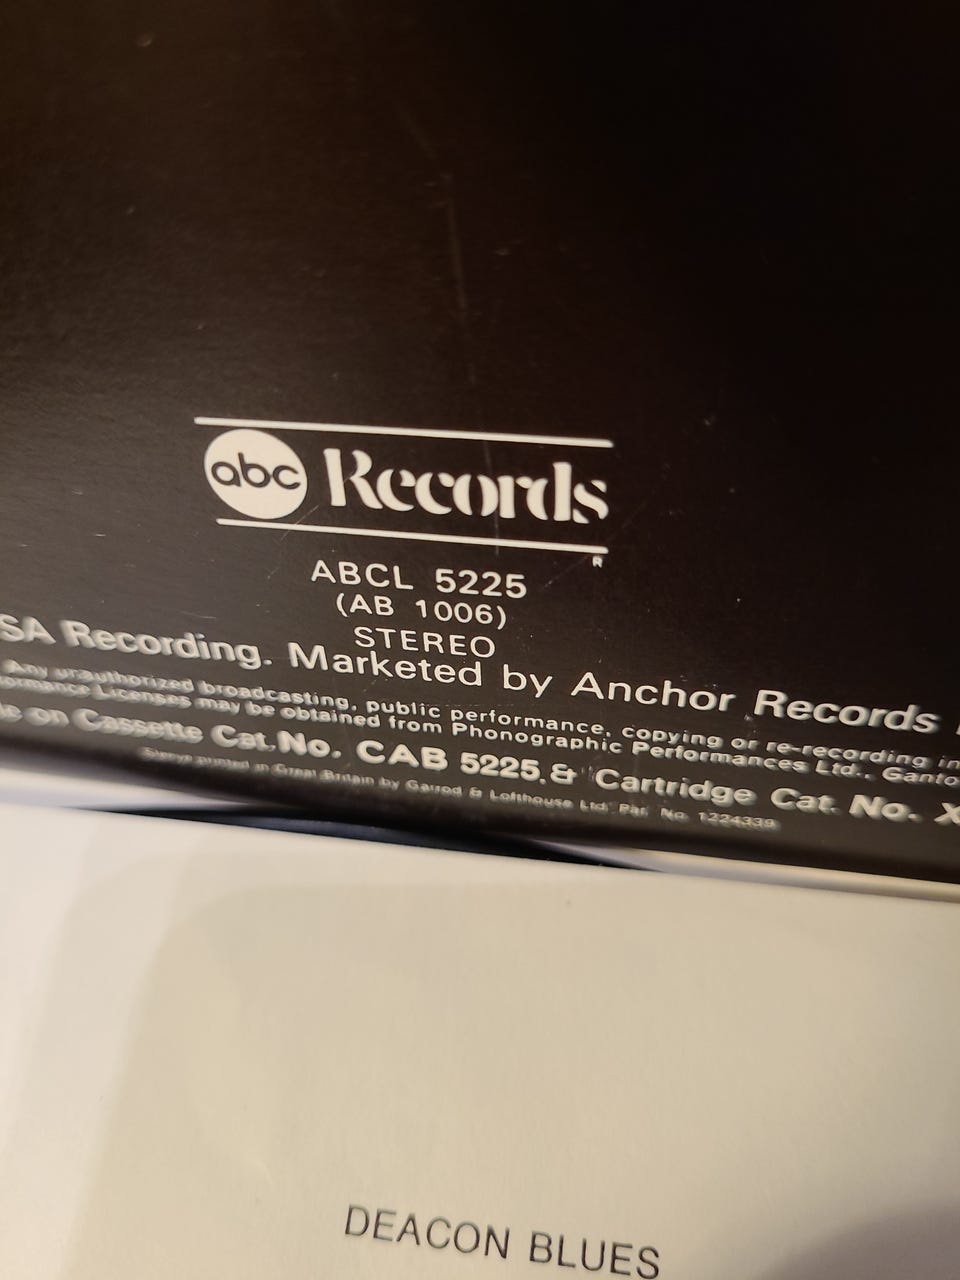 abc Records
R
ABCL 5225
(AB 1006)
STEREO
SA Recording. Marketed by Anchor Records
Any unauthorized broadcasting, public performance, copying or re-recording in
ormance Licenses may be obtained from Phonographic Performances Ltd., Ganto
le on Cassette Cat. No. CAB 5225 & Cartridge Cat. No. X
Sleeve printed in Great Britain by Garrod & Lofthouse Ltd. Pat. No. 1224339
DEACON BLUES